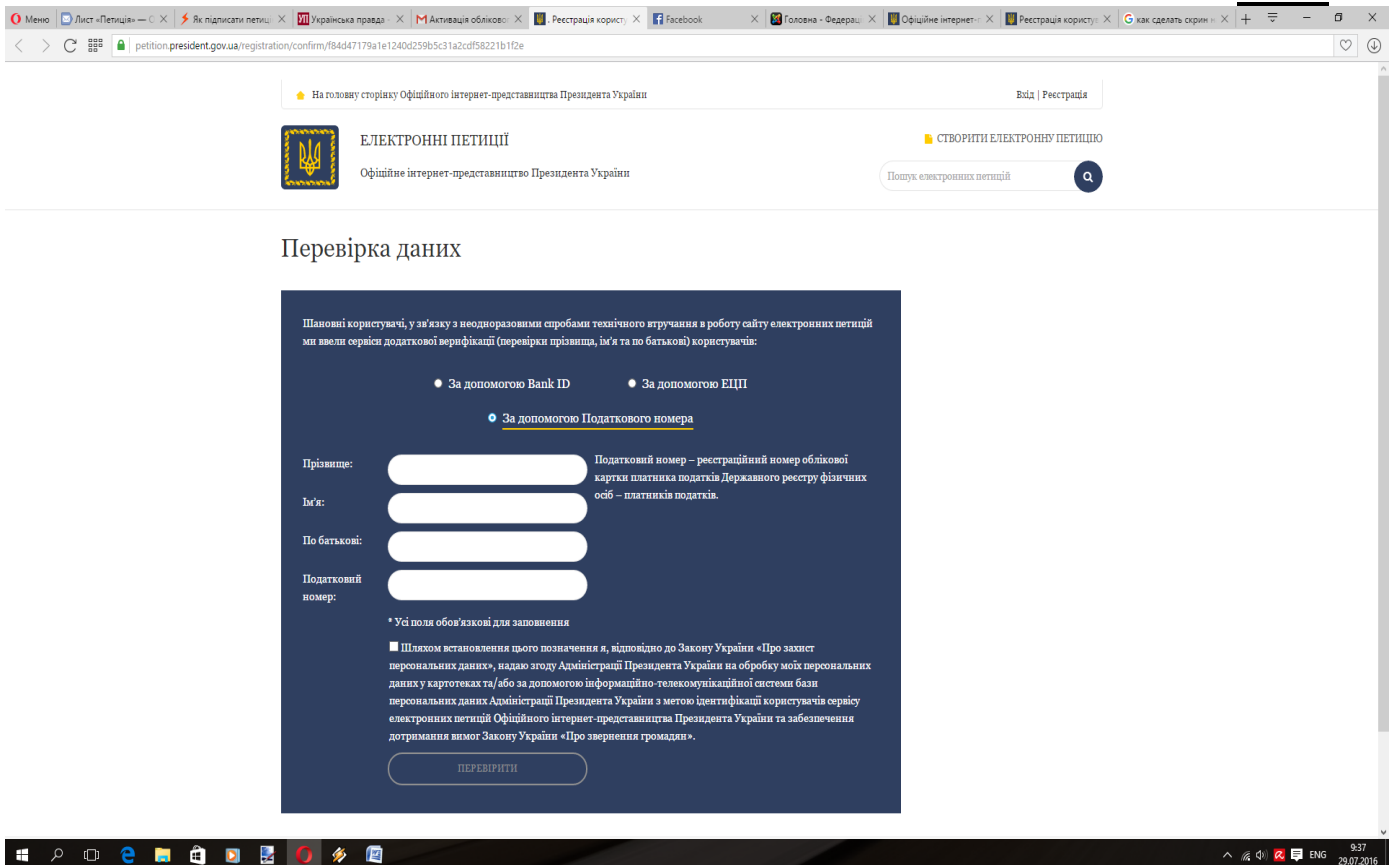 Меню
Лист «Петиція» — С
Як підписати петиц
Українська правда -
Активація обліково
. Реєстрація користу
Facebook
Головна - Федерац
Офіційне інтернет-п
Реєстрація користув
как сделать скрин н
petition.president.gov.ua/registration/confirm/f84d47179a1e1240d259b5c31a2cdf58221b1f2e
На головну сторінку Офіційного інтернет-представництва Президента України
Вхід | Реєстрація
ЕЛЕКТРОННІ ПЕТИЦІЇ
Офіційне інтернет-представництво Президента України
СТВОРИТИ ЕЛЕКТРОННУ ПЕТИЦІЮ
Пошук електронних петицій
Перевірка даних
Шановні користувачі, у зв'язку з неодноразовими спробами технічного втручання в роботу сайту електронних петицій
ми ввели сервіси додаткової верифікації (перевірки прізвища, ім'я та по батькові) користувачів:
За допомогою Bank ID
За допомогою ЕЦП
За допомогою Податкового номера
Прізвище:
Ім'я:
По батькові:
Податковий
номер:
Податковий номер – реєстраційний номер облікової
картки платника податків Державного реєстру фізичних
осіб – платників податків.
* Усі поля обов'язкові для заповнення
Шляхом встановлення цього позначення я, відповідно до Закону України «Про захист
персональних даних», надаю згоду Адміністрації Президента України на обробку моїх персональних
даних у картотеках та/або за допомогою інформаційно-телекомунікаційної системи бази
персональних даних Адміністрації Президента України з метою ідентифікації користувачів сервісу
електронних петицій Офіційного інтернет-представництва Президента України та забезпечення
дотримання вимог Закону України «Про звернення громадян».
ПЕРЕВІРИТИ
ENG
9:37
29.07.2016